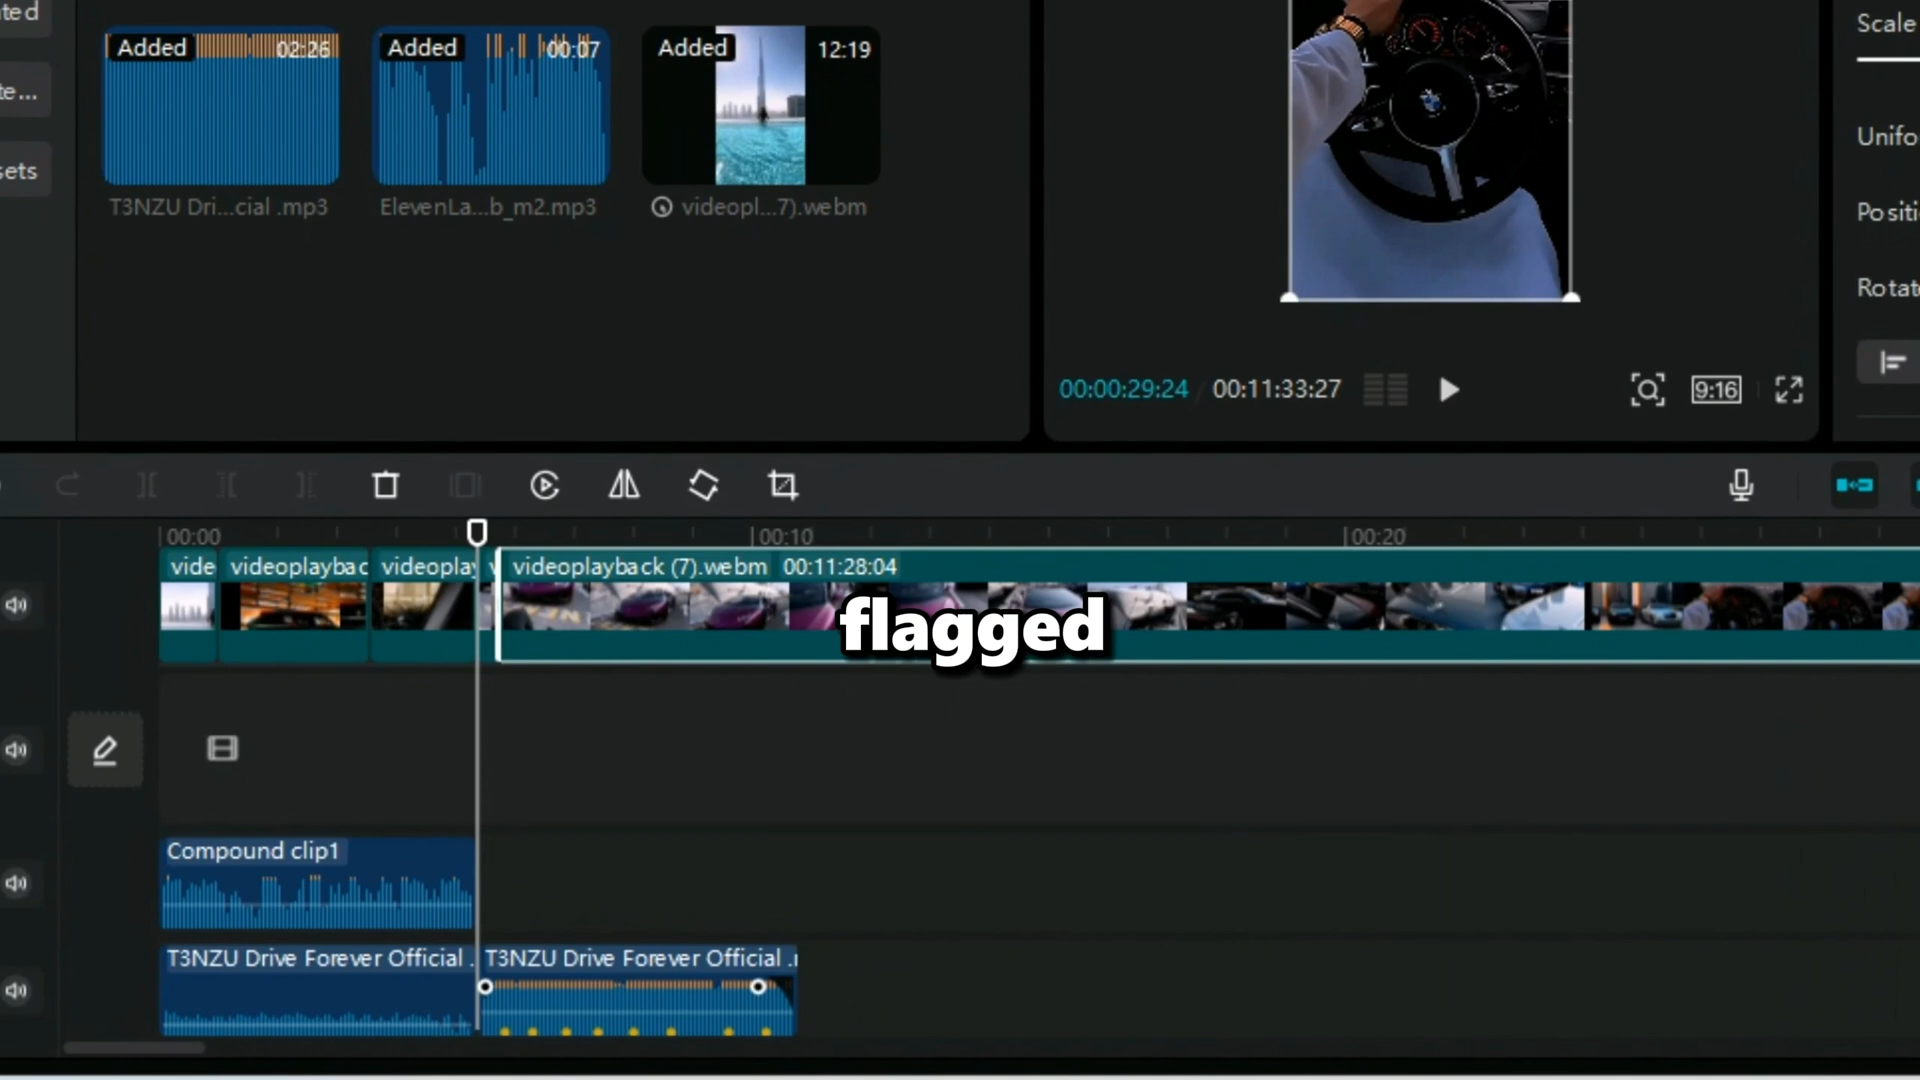 ted
Scale
Added
02:26
Added
00:07
Added
12:19
te...
Unifo
sets
T3NZU Dri...cial .mp3
ElevenLa...b_m2.mp3
videopl...7).webm
Positi
Rotat
00:00:29:24 / 00:11:33:27
9:16
00:00
00:10
00:20
vide
videoplaybac
videoplay
videoplayback (7).webm 00:11:28:04
flagged
Compound clip1
T3NZU Drive Forever Official .
T3NZU Drive Forever Official .